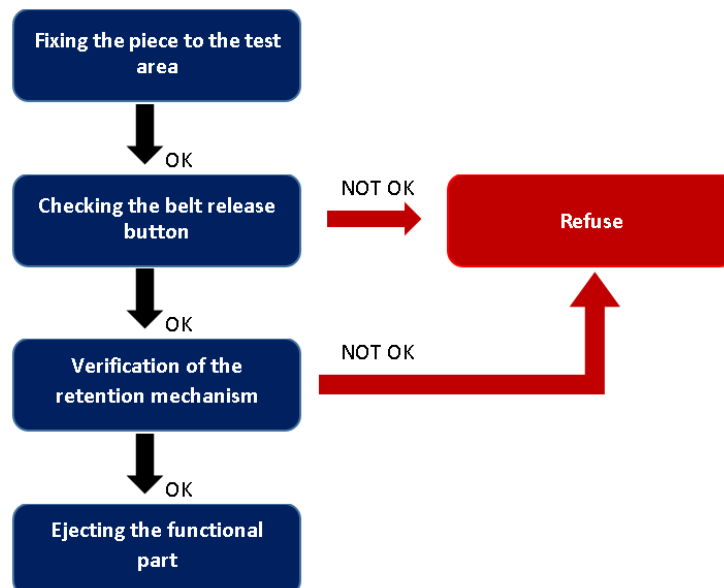 Fixing the piece to the test
area
OK
Checking the belt release
button
NOT OK
Refuse
OK
Verification of the
retention mechanism
NOT OK
OK
Ejecting the functional
part